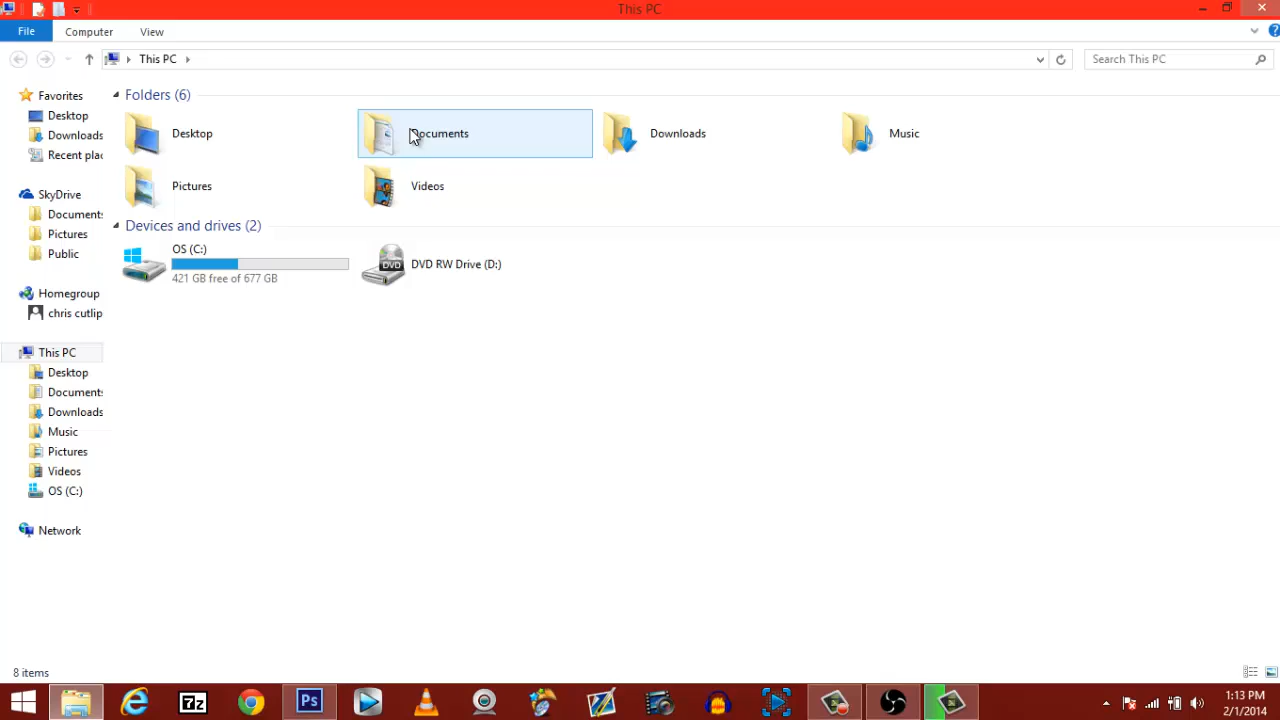 This PC
File
Computer
View
This PC
Search This PC
Favorites
Desktop
Downloads
Recent plac
SkyDrive
Documents
Pictures
Public
Homegroup
chris cutlip
This PC
Desktop
Documents
Downloads
Music
Pictures
Videos
OS (C:)
Network
Folders (6)
Desktop
Documents
Downloads
Music
Pictures
Videos
Devices and drives (2)
OS (C:)
421 GB free of 677 GB
DVD
DVD RW Drive (D:)
8 items
7z
Ps
1:13 PM
2/1/2014